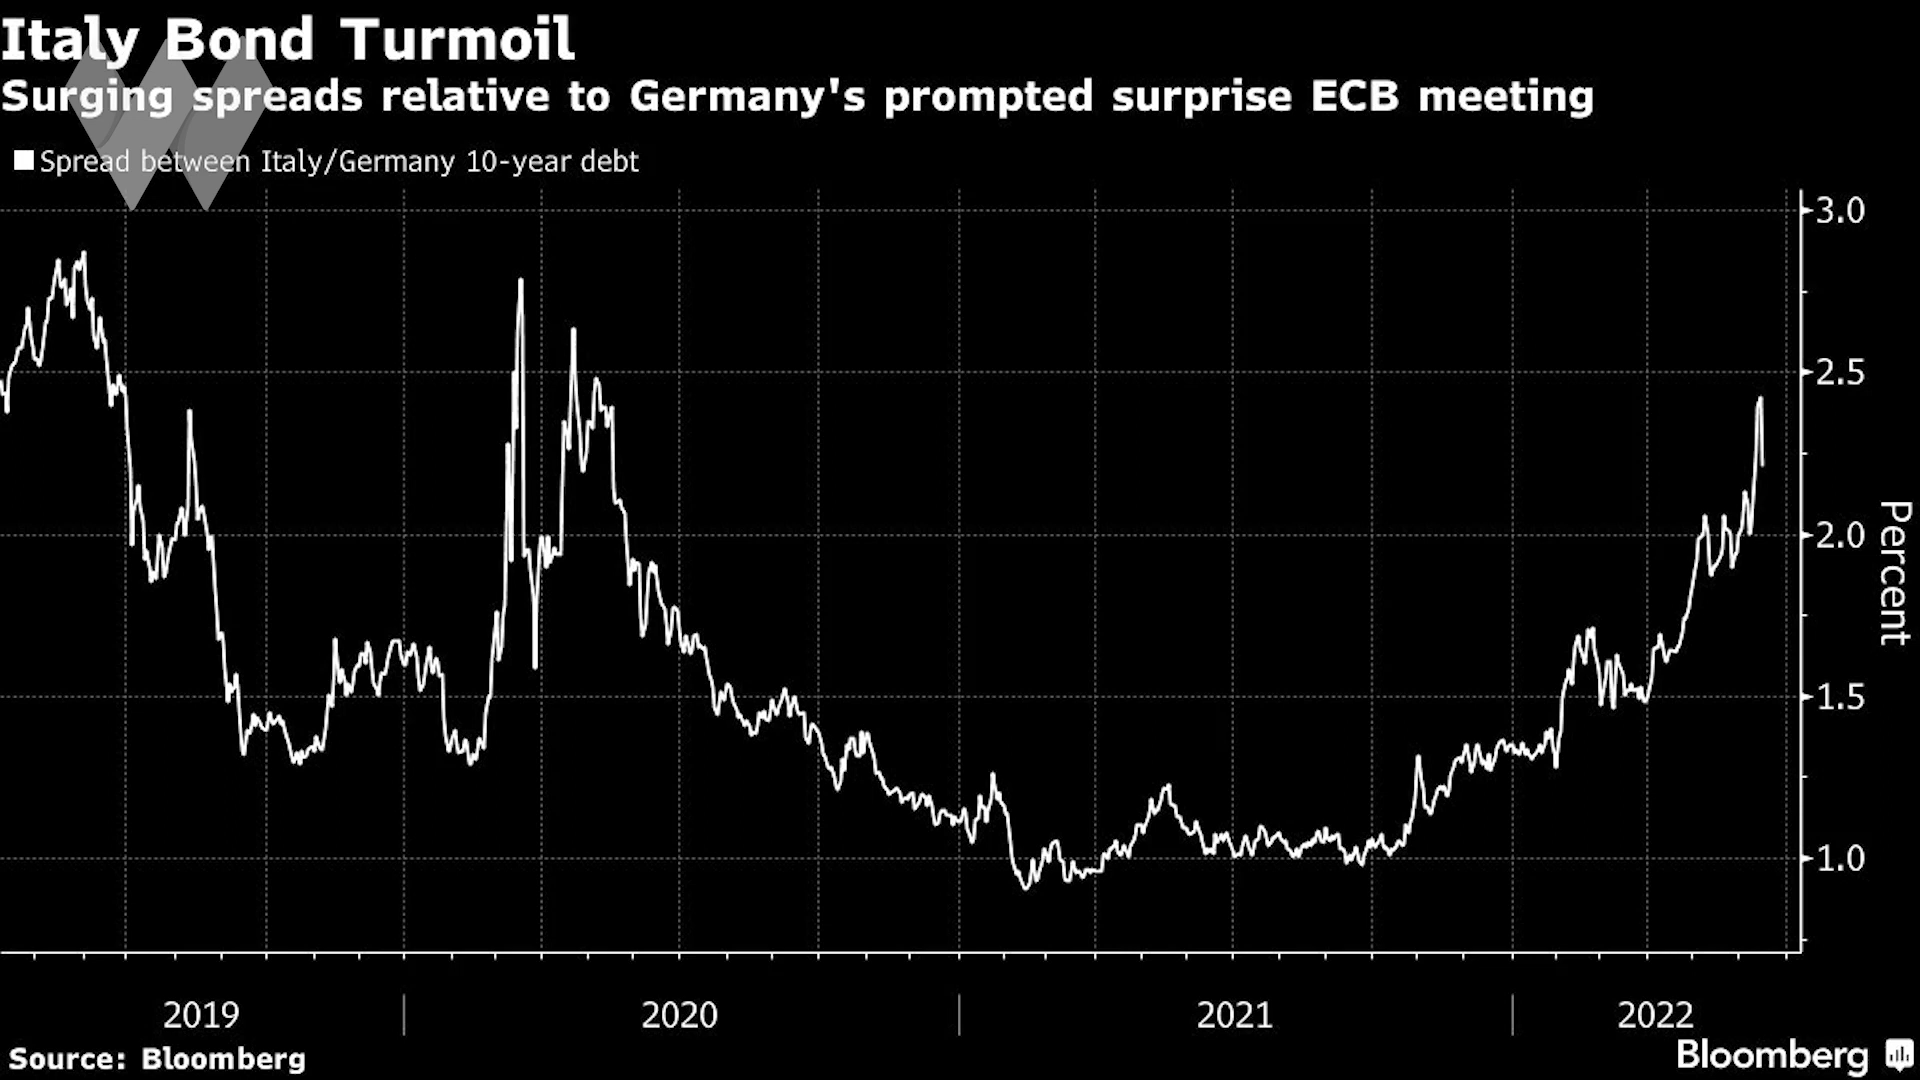 Italy Bond Turmoil
Surging spreads relative to Germany's prompted surprise ECB meeting
Spread between Italy/Germany 10-year debt
3.0
2.5
2.0
1.5
1.0
Percent
2019 2020 2021 2022
Source: Bloomberg
Bloomberg